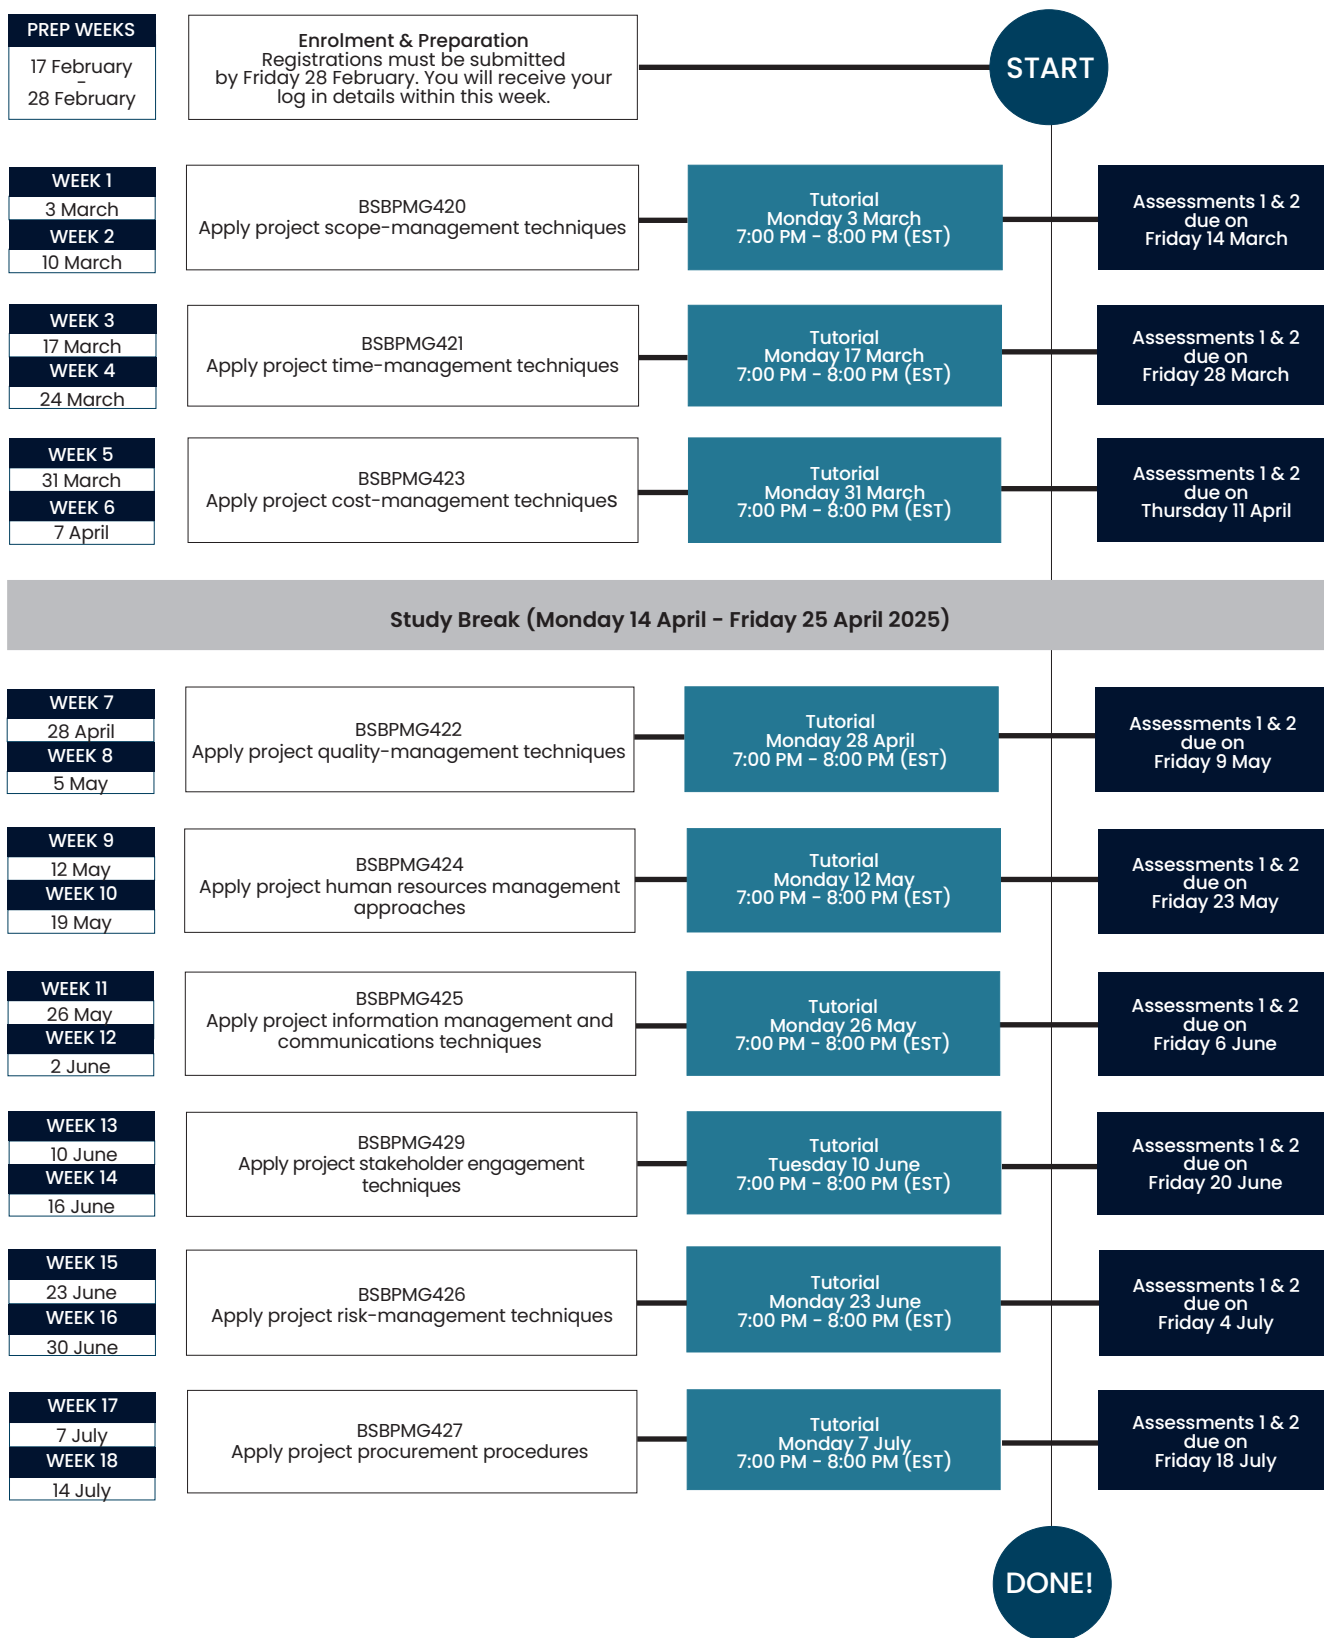 PREP WEEKS
17 February
-
28 February
Enrolment & Preparation
Registrations must be submitted
by Friday 28 February. You will receive your
log in details within this week.
START
WEEK 1
3 March
WEEK 2
10 March
BSBPMG420
Apply project scope-management techniques
Tutorial
Monday 3 March
7:00 PM - 8:00 PM (EST)
Assessments 1 & 2
due on
Friday 14 March
WEEK 3
17 March
WEEK 4
24 March
BSBPMG421
Apply project time-management techniques
Tutorial
Monday 17 March
7:00 PM - 8:00 PM (EST)
Assessments 1 & 2
due on
Friday 28 March
WEEK 5
31 March
WEEK 6
7 April
BSBPMG423
Apply project cost-management techniques
Tutorial
Monday 31 March
7:00 PM - 8:00 PM (EST)
Assessments 1 & 2
due on
Thursday 11 April
Study Break (Monday 14 April - Friday 25 April 2025)
WEEK 7
28 April
WEEK 8
5 May
BSBPMG422
Apply project quality-management techniques
Tutorial
Monday 28 April
7:00 PM - 8:00 PM (EST)
Assessments 1 & 2
due on
Friday 9 May
WEEK 9
12 May
WEEK 10
19 May
BSBPMG424
Apply project human resources management
approaches
Tutorial
Monday 12 May
7:00 PM - 8:00 PM (EST)
Assessments 1 & 2
due on
Friday 23 May
WEEK 11
26 May
WEEK 12
2 June
BSBPMG425
Apply project information management and
communications techniques
Tutorial
Monday 26 May
7:00 PM - 8:00 PM (EST)
Assessments 1 & 2
due on
Friday 6 June
WEEK 13
10 June
WEEK 14
16 June
BSBPMG429
Apply project stakeholder engagement
techniques
Tutorial
Tuesday 10 June
7:00 PM - 8:00 PM (EST)
Assessments 1 & 2
due on
Friday 20 June
WEEK 15
23 June
WEEK 16
30 June
BSBPMG426
Apply project risk-management techniques
Tutorial
Monday 23 June
7:00 PM - 8:00 PM (EST)
Assessments 1 & 2
due on
Friday 4 July
WEEK 17
7 July
WEEK 18
14 July
BSBPMG427
Apply project procurement procedures
Tutorial
Monday 7 July
7:00 PM - 8:00 PM (EST)
Assessments 1 & 2
due on
Friday 18 July
DONE!